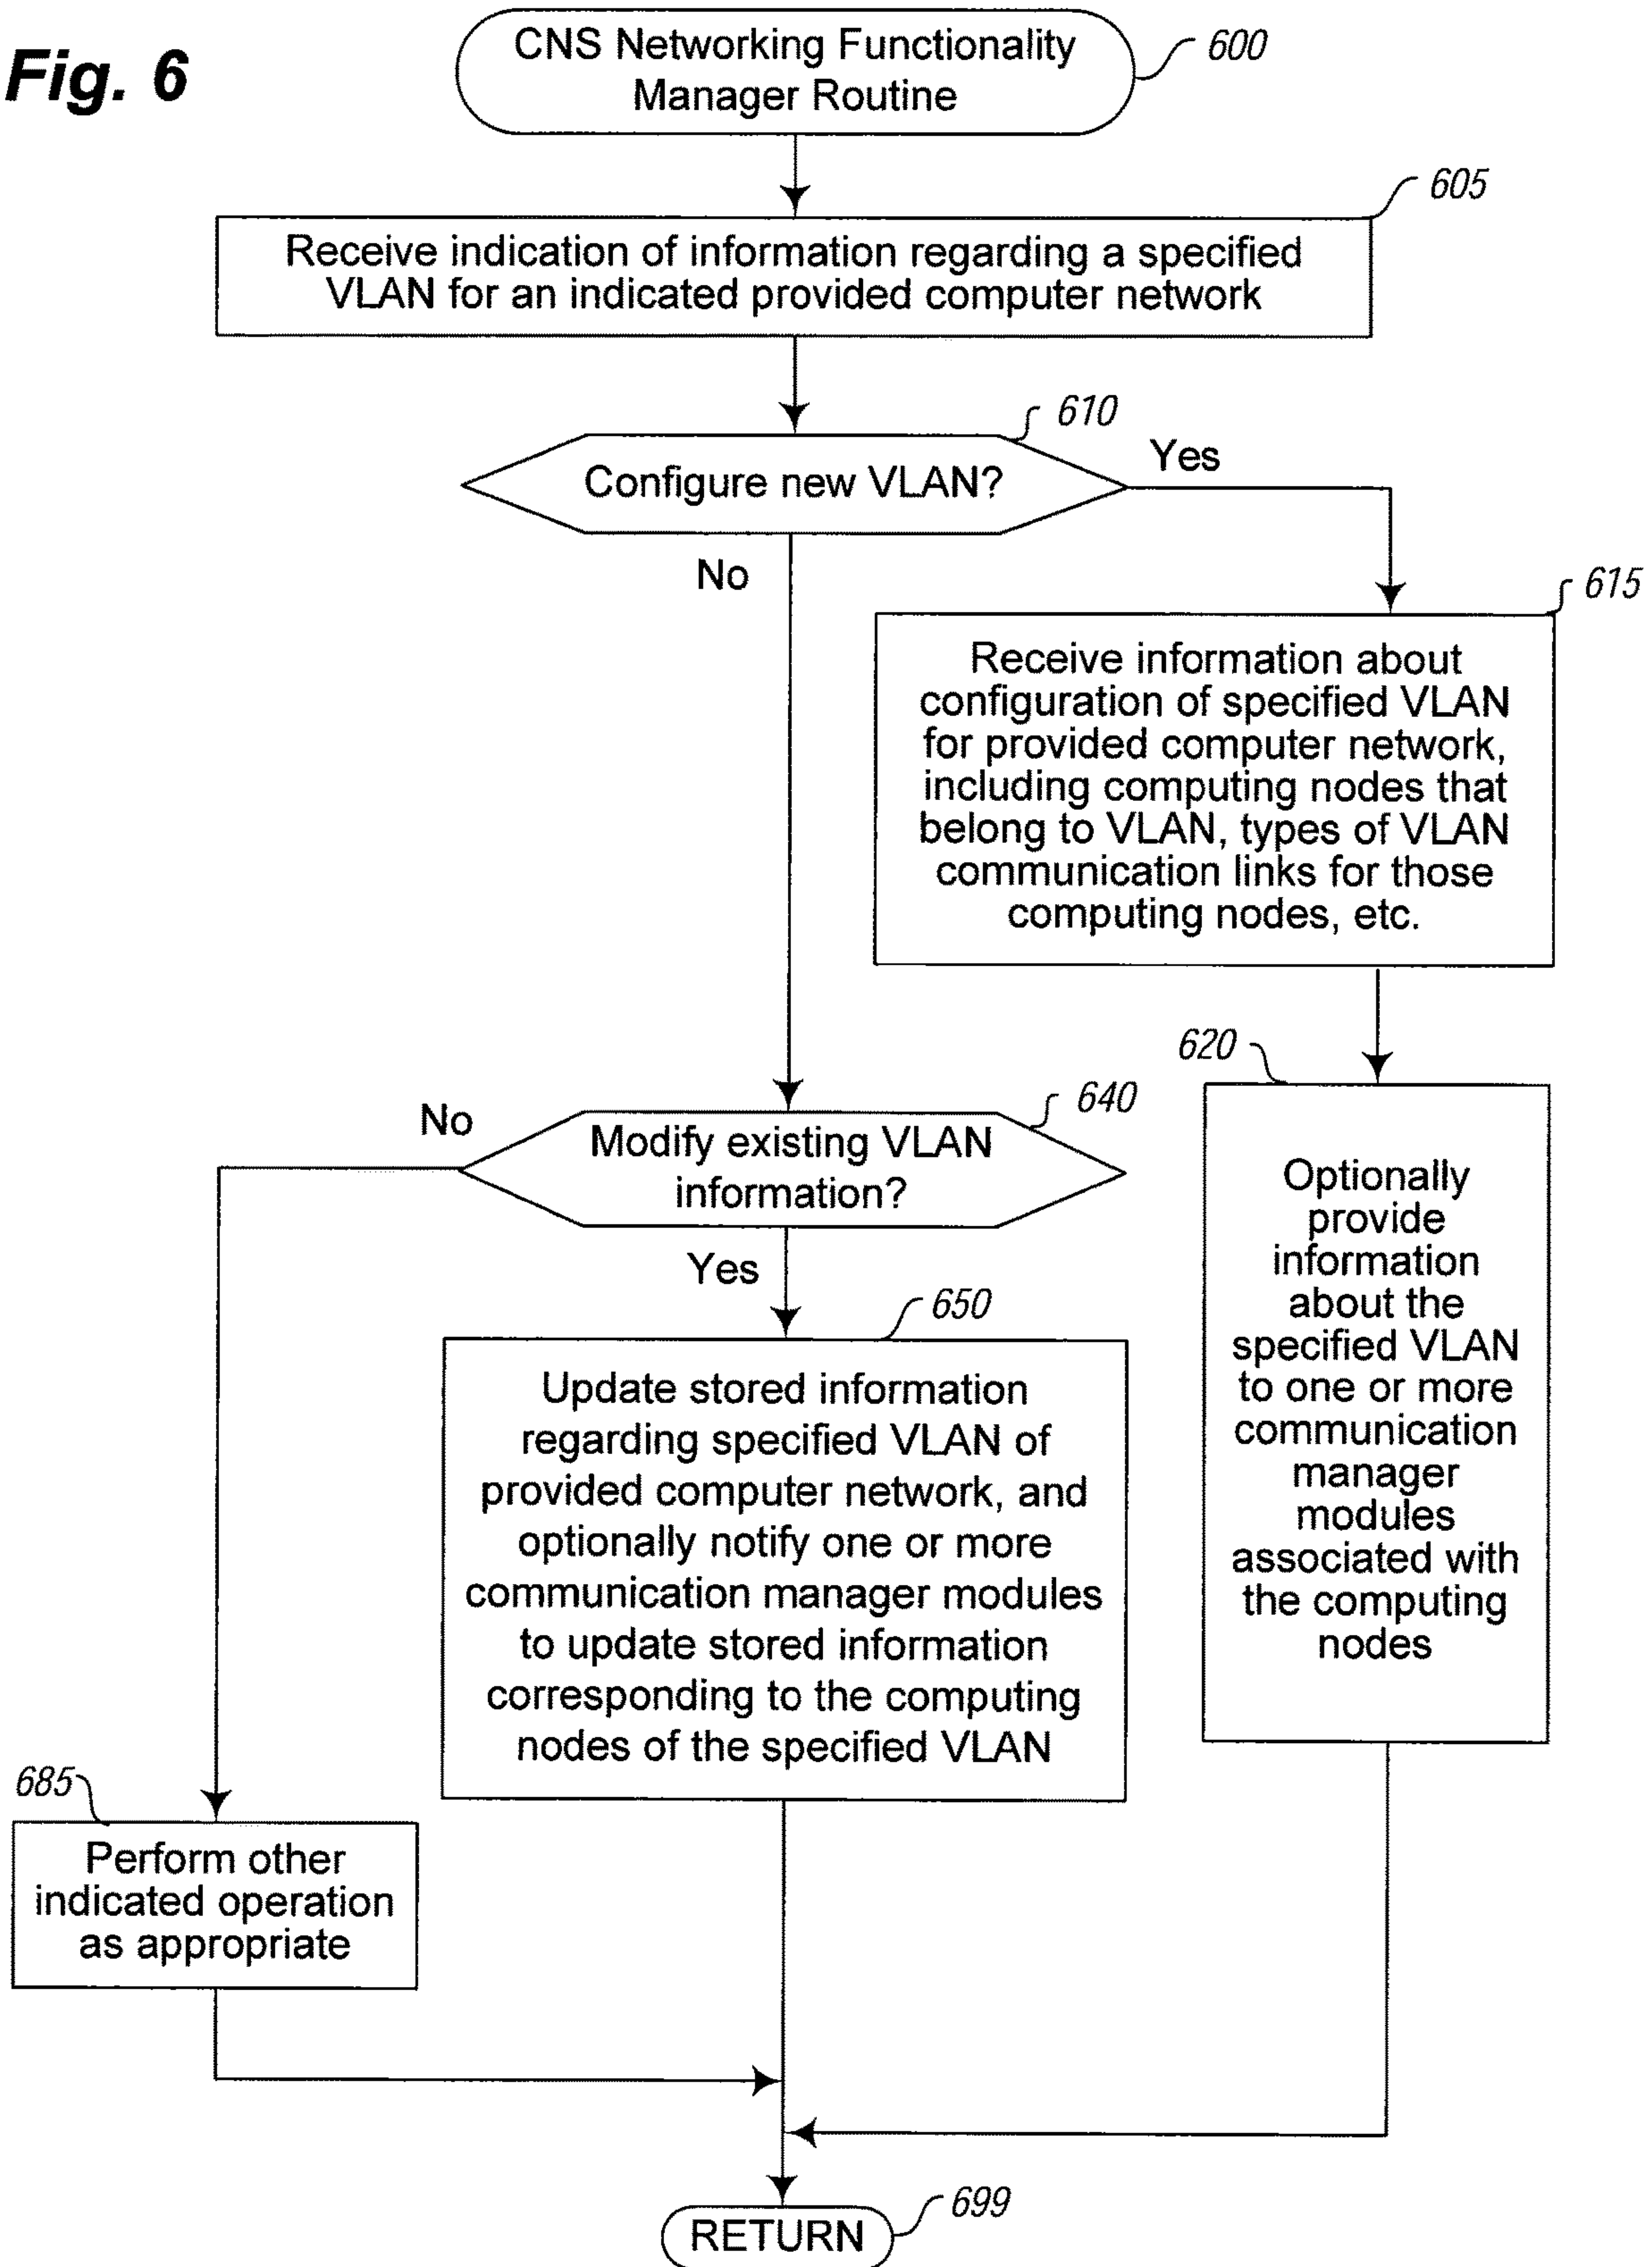 Fig. 6
CNS Networking Functionality
Manager Routine
600
605
Receive indication of information regarding a specified
VLAN for an indicated provided computer network
610
Configure new VLAN?
Yes
No
615
Receive information about
configuration of specified VLAN
for provided computer network,
including computing nodes that
belong to VLAN, types of VLAN
communication links for those
computing nodes, etc.
620
Optionally
provide
information
about the
specified VLAN
to one or more
communication
manager
modules
associated with
the computing
nodes
640
No
Modify existing VLAN
information?
Yes
650
Update stored information
regarding specified VLAN of
provided computer network, and
optionally notify one or more
communication manager modules
to update stored information
corresponding to the computing
nodes of the specified VLAN
685
Perform other
indicated operation
as appropriate
RETURN
699